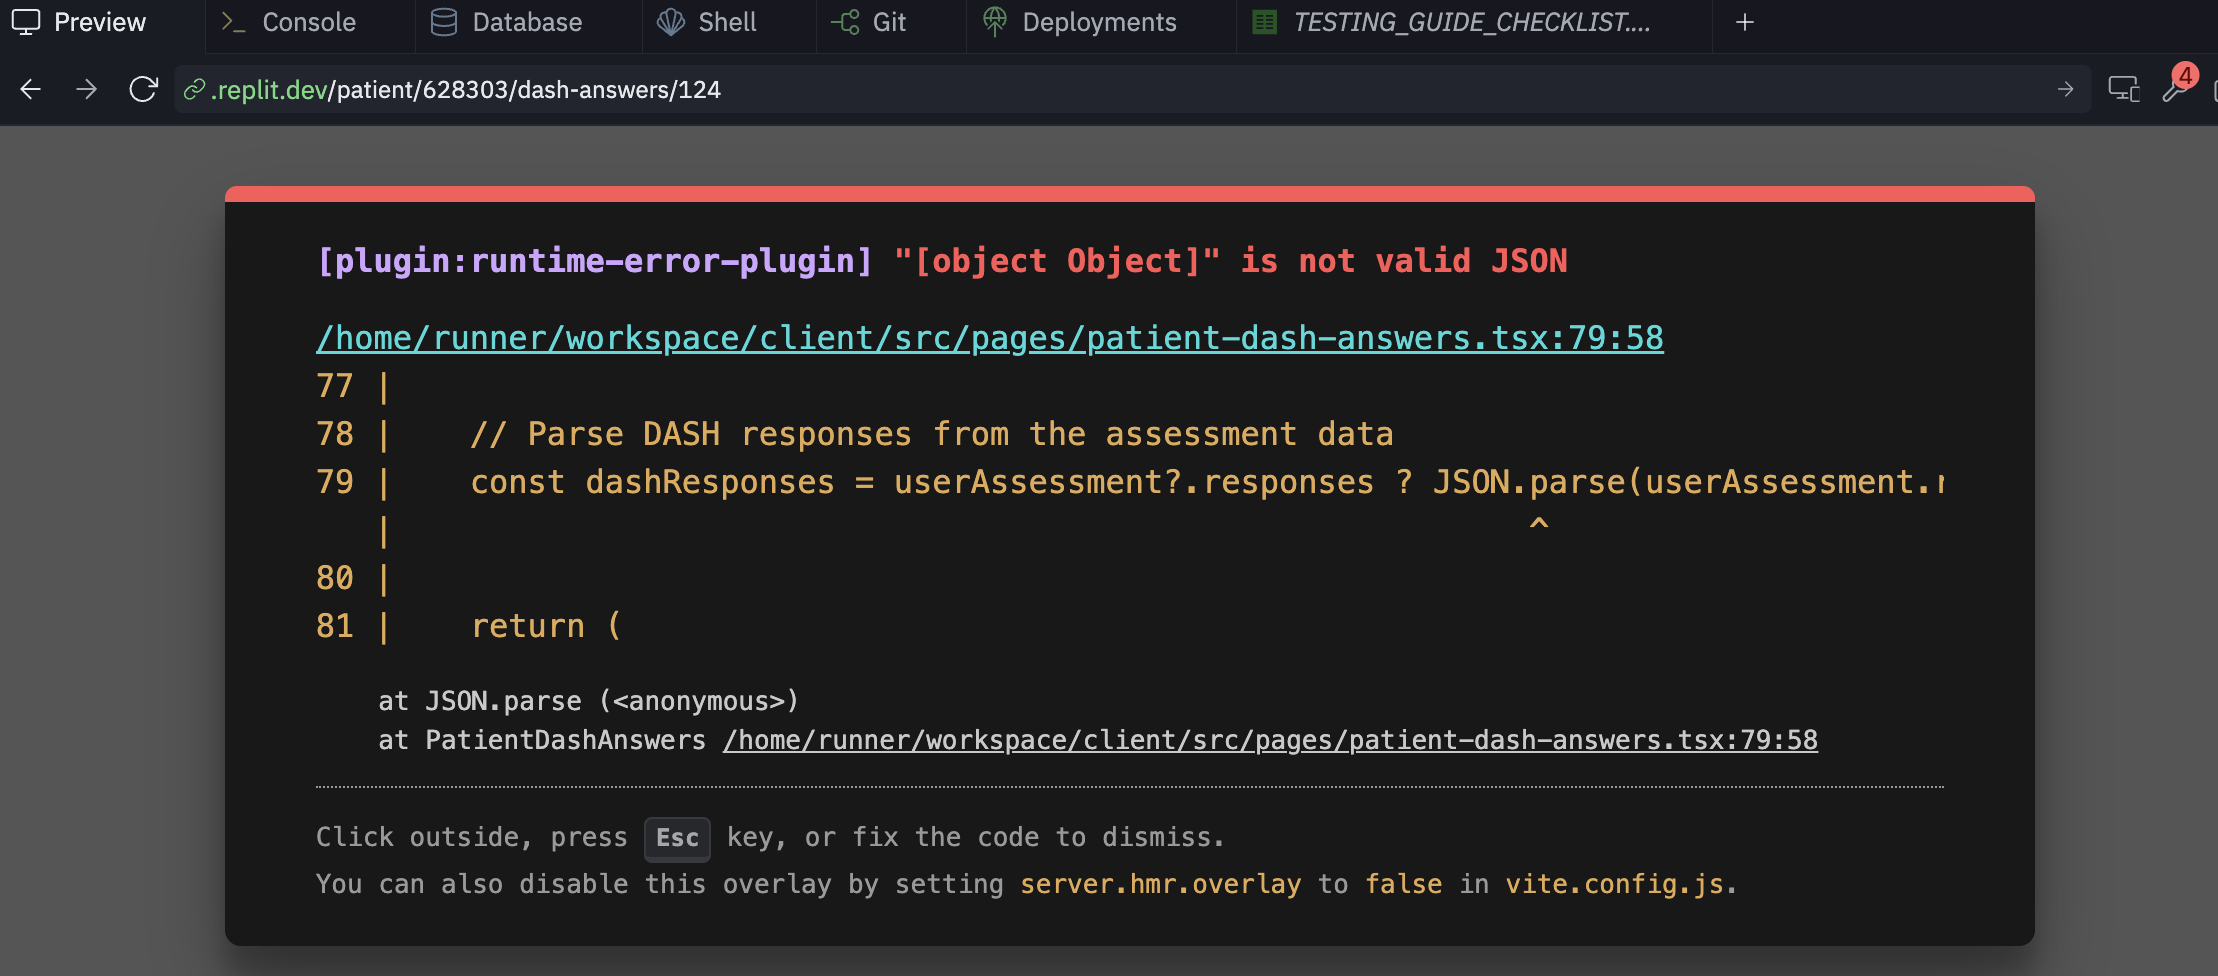 Preview Console Database Shell Git Deployments TESTING_GUIDE_CHECKLIST....
.replit.dev/patient/628303/dash-answers/124
4
[plugin:runtime-error-plugin] "[object Object]" is not valid JSON
/home/runner/workspace/client/src/pages/patient-dash-answers.tsx:79:58
77 |
78 |    // Parse DASH responses from the assessment data
79 |    const dashResponses = userAssessment?.responses ? JSON.parse(userAssessment.r
   |                                                           ^
80 |
81 |    return (
at JSON.parse (<anonymous>)
at PatientDashAnswers /home/runner/workspace/client/src/pages/patient-dash-answers.tsx:79:58
Click outside, press Esc key, or fix the code to dismiss.
You can also disable this overlay by setting server.hmr.overlay to false in vite.config.js.